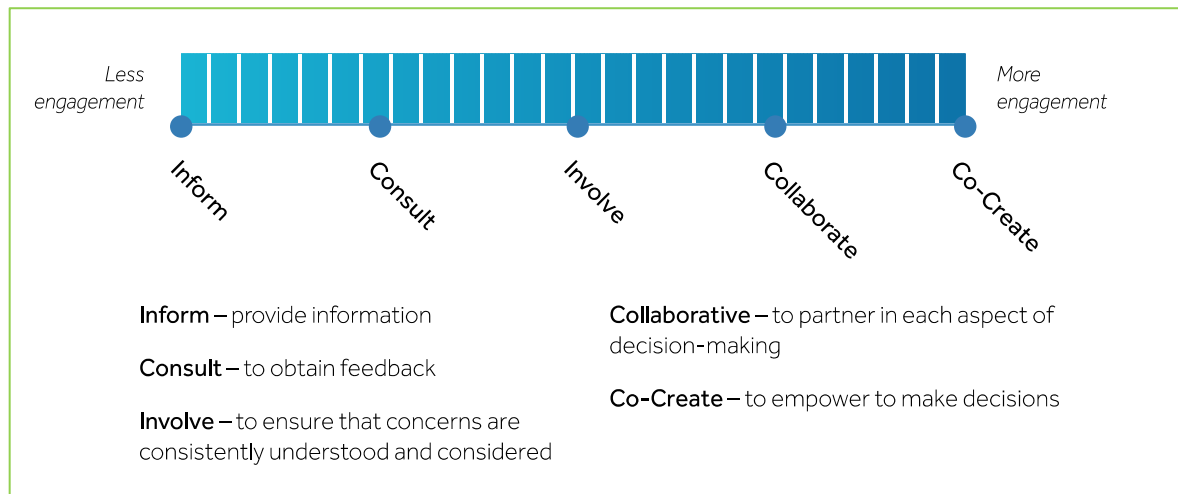 Less
engagement
More
engagement
Inform
Consult
Involve
Collaborate
Co-Create
Inform – provide information
Consult – to obtain feedback
Involve – to ensure that concerns are
consistently understood and considered
Collaborative – to partner in each aspect of
decision-making
Co-Create – to empower to make decisions